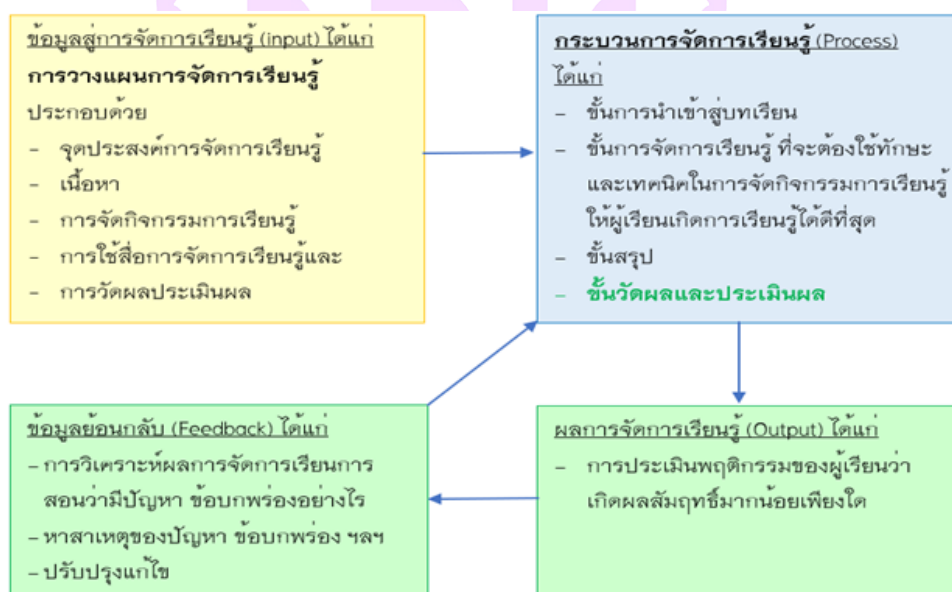 ข้อมูลสู่การจัดการเรียนรู้ (input) ได้แก่
การวางแผนการจัดการเรียนรู้
ประกอบด้วย
- จุดประสงค์การจัดการเรียนรู้
- เนื้อหา
- การจัดกิจกรรมการเรียนรู้
- การใช้สื่อการจัดการเรียนรู้และ
- การวัดผลประเมินผล
กระบวนการจัดการเรียนรู้ (Process)
ได้แก่
- ขั้นการนำเข้าสู่บทเรียน
- ขั้นการจัดการเรียนรู้ ที่จะต้องใช้ทักษะ
และเทคนิคในการจัดกิจกรรมการเรียนรู้
ให้ผู้เรียนเกิดการเรียนรู้ได้ดีที่สุด
- ขั้นสรุป
- ขั้นวัดผลและประเมินผล
ข้อมูลย้อนกลับ (Feedback) ได้แก่
- การวิเคราะห์ผลการจัดการเรียนการ
สอนว่ามีปัญหา ข้อบกพร่องอย่างไร
- หาสาเหตุของปัญหา ข้อบกพร่อง ฯลฯ
- ปรับปรุงแก้ไข
ผลการจัดการเรียนรู้ (Output) ได้แก่
- การประเมินพฤติกรรมของผู้เรียนว่า
เกิดผลสัมฤทธิ์มากน้อยเพียงใด